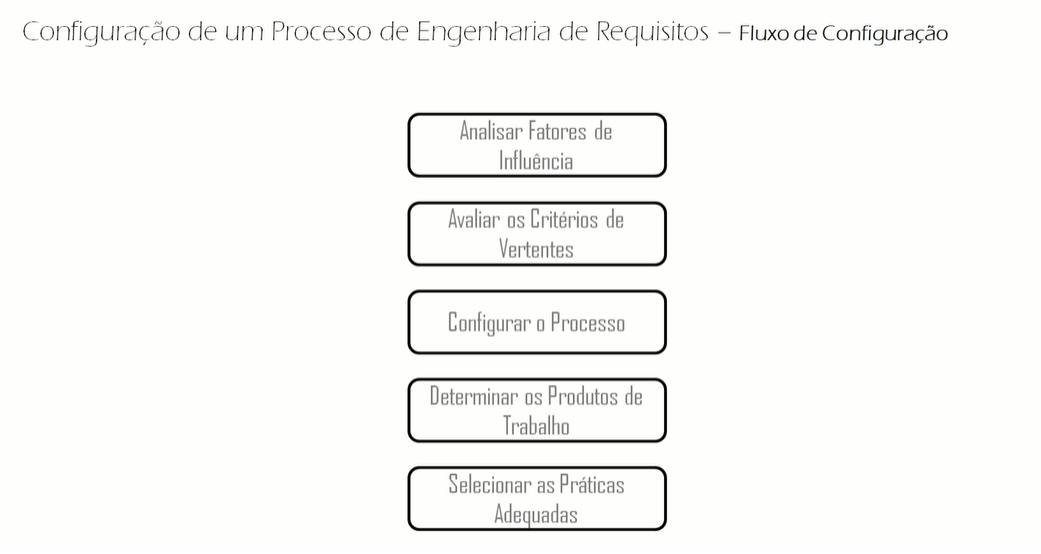 Configuração de um Processo de Engenharia de Requisitos – Fluxo de Configuração
Analisar Fatores de
Influência
Avaliar os Critérios de
Vertentes
Configurar o Processo
Determinar os Produtos de
Trabalho
Selecionar as Práticas
Adequadas